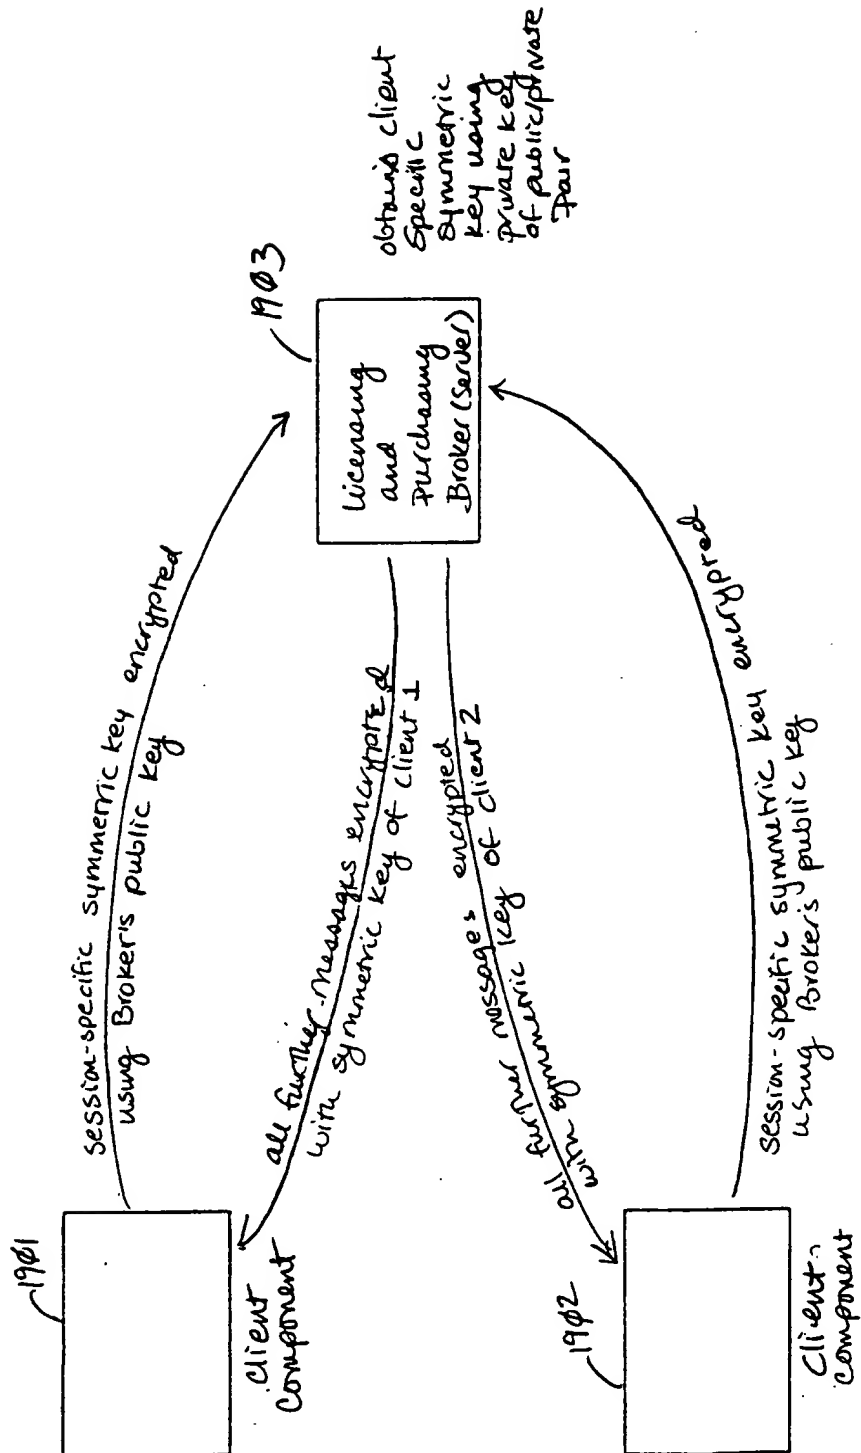 1901
client
component
session-specific symmetric key encrypted
using Broker's public key
all further messages encrypted
with symmetric key of client 1
1903
Licensing
and
Purchasing
Broker (server)
obtains client
specific
symmetric
key using
private key
of public/private
pair
all further messages encrypted
with symmetric key of client 2
1902
client
component
session-specific symmetric key encrypted
using Broker's public key